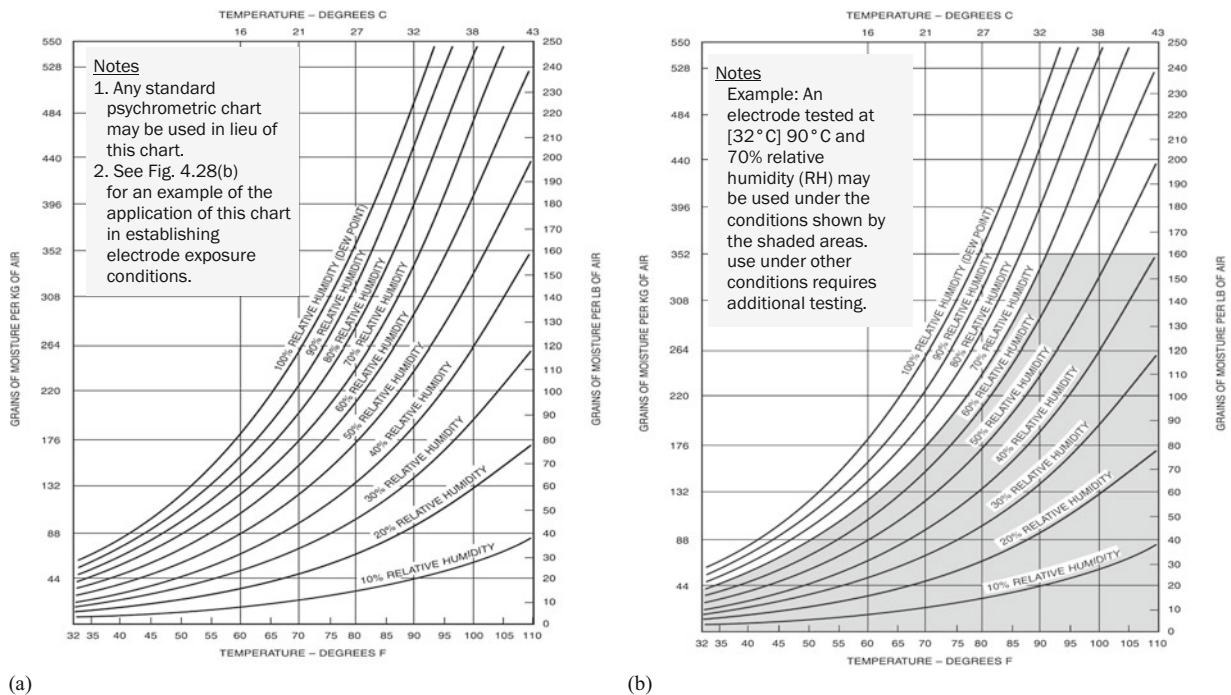 TEMPERATURE – DEGREES C
16 21 27 32 38 43
550 250
528 240
230
484 220
210
440 200
190
396 180
170
352 160
150
308 140
130
264 120
110
220 100
90
176 80
70
132 60
50
88 40
30
44 20
10
0
GRAINS OF MOISTURE PER KG OF AIR
GRAINS OF MOISTURE PER LB OF AIR
Notes
1. Any standard
psychrometric chart
may be used in lieu of
this chart.
2. See Fig. 4.28(b)
for an example of the
application of this chart
in establishing
electrode exposure
conditions.
100% RELATIVE HUMIDITY (DEW POINT)
90% RELATIVE HUMIDITY
80% RELATIVE HUMIDITY
70% RELATIVE HUMIDITY
60% RELATIVE HUMIDITY
50% RELATIVE HUMIDITY
40% RELATIVE HUMIDITY
30% RELATIVE HUMIDITY
20% RELATIVE HUMIDITY
10% RELATIVE HUMIDITY
32 35 40 45 50 55 60 65 70 75 80 85 90 95 100 105 110
TEMPERATURE – DEGREES F
(a)
TEMPERATURE – DEGREES C
16 21 27 32 38 43
550 250
528 240
230
484 220
210
440 200
190
396 180
170
352 160
150
308 140
130
264 120
110
220 100
90
176 80
70
132 60
50
88 40
30
44 20
10
0
GRAINS OF MOISTURE PER KG OF AIR
GRAINS OF MOISTURE PER LB OF AIR
Notes
Example: An
electrode tested at
[32°C] 90°C and
70% relative
humidity (RH) may
be used under the
conditions shown by
the shaded areas.
use under other
conditions requires
additional testing.
100% RELATIVE HUMIDITY (DEW POINT)
90% RELATIVE HUMIDITY
80% RELATIVE HUMIDITY
70% RELATIVE HUMIDITY
60% RELATIVE HUMIDITY
50% RELATIVE HUMIDITY
40% RELATIVE HUMIDITY
30% RELATIVE HUMIDITY
20% RELATIVE HUMIDITY
10% RELATIVE HUMIDITY
32 35 40 45 50 55 60 65 70 75 80 85 90 95 100 105 110
TEMPERATURE – DEGREES F
(b)